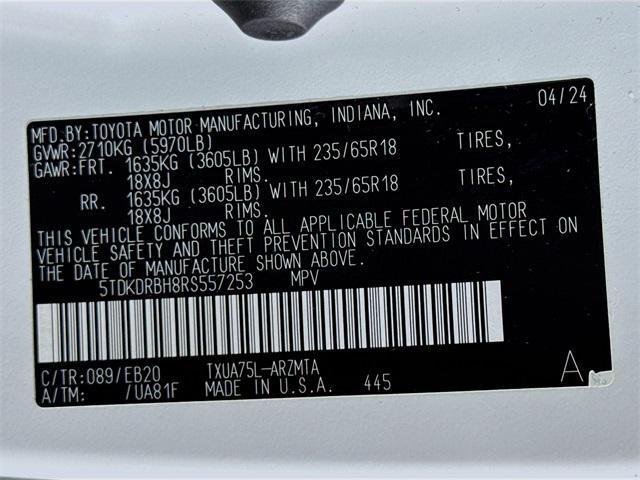 MFD.BY:TOYOTA MOTOR MANUFACTURING, INDIANA, INC. 04/24
GVWR:2710KG (5970LB)
GAWR:FRT. 1635KG (3605LB) WITH 235/65R18 TIRES,
18X8J RIMS.
RR. 1635KG (3605LB) WITH 235/65R18 TIRES,
18X8J RIMS.
THIS VEHICLE CONFORMS TO ALL APPLICABLE FEDERAL MOTOR
VEHICLE SAFETY AND THEFT PREVENTION STANDARDS IN EFFECT ON
THE DATE OF MANUFACTURE SHOWN ABOVE.
5TDKDRBH8RS557253 MPV
C/TR:089/EB20 TXUA75L-ARZMTA
A/TM: /UA81F MADE IN U.S.A. 445 A